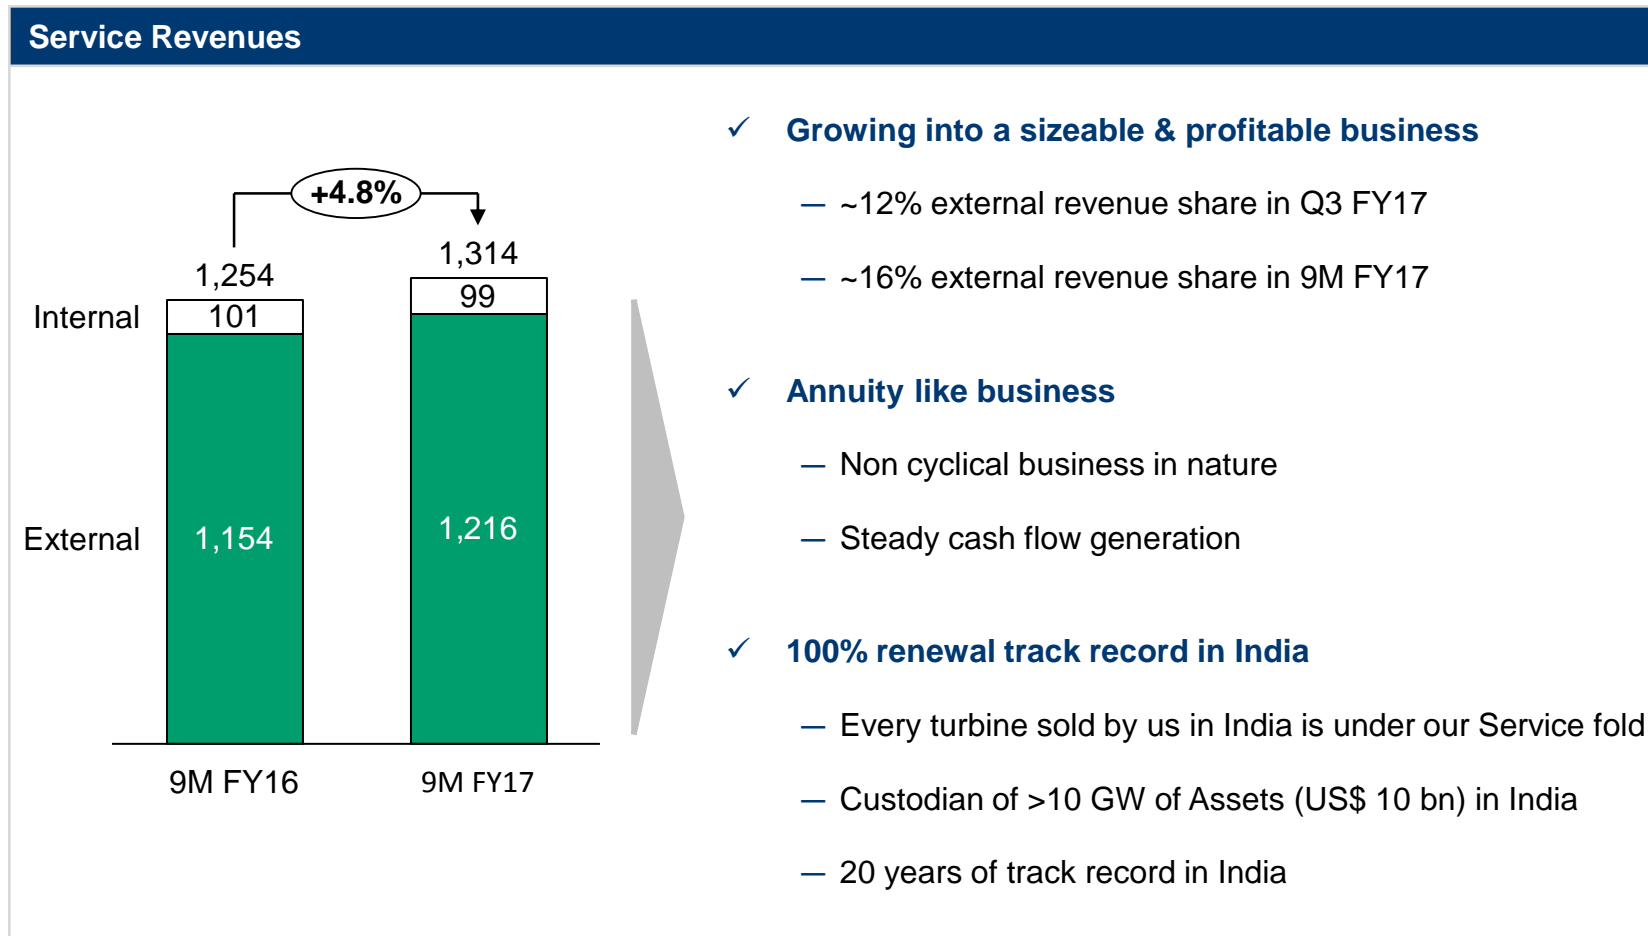 Service Revenues
+4.8%
1,254
1,314
Internal
101
99
External
1,154
1,216
9M FY16
9M FY17
✓ Growing into a sizeable & profitable business
— ~12% external revenue share in Q3 FY17
— ~16% external revenue share in 9M FY17
✓ Annuity like business
— Non cyclical business in nature
— Steady cash flow generation
✓ 100% renewal track record in India
— Every turbine sold by us in India is under our Service fold
— Custodian of >10 GW of Assets (US$ 10 bn) in India
— 20 years of track record in India